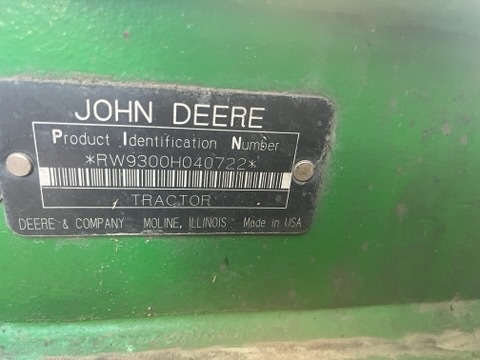 JOHN DEERE
Product Identification Number
*RW9300H040722*
TRACTOR
DEERE & COMPANY MOLINE, ILLINOIS Made in USA